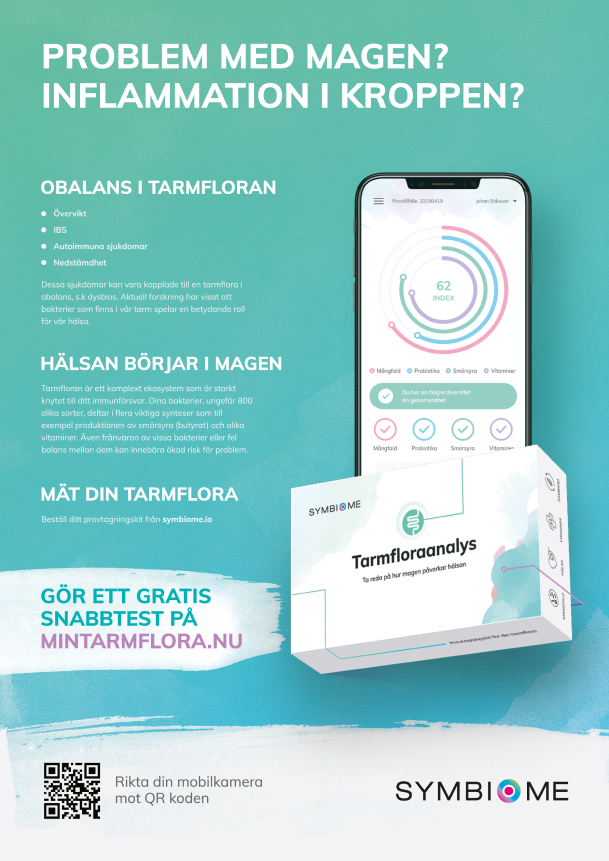 PROBLEM MED MAGEN?
INFLAMMATION I KROPPEN?
OBALANS I TARMFLORAN
Övervikt
IBS
Autoimmuna sjukdomar
Nedstämdhet
Dessa sjukdomar kan vara kopplade till en tarmflora i
obalans, s.k dysbios. Aktuell forskning har visat att
bakterier som finns i vår tarm spelar en betydande roll
för vår hälsa.
HÄLSAN BÖRJAR I MAGEN
Tarmfloran är ett komplext ekosystem som är starkt
knytet till ditt immunförsvar. Dina bakterier, ungefär 800
olika sorter, deltar i flera viktiga synteser som till
exempel produktionen av smörsyra (butyrat) och olika
vitaminer. Även frånvaron av vissa bakterier eller fel
balans mellan dem kan innebära ökad risk för problem.
MÄT DIN TARMFLORA
Beställ ditt provtagningskit från symbiome.io
GÖR ETT GRATIS
SNABBTEST PÅ
MINTARMFLORA.NU
Provtillfälle: 20190419
Johan Eriksson
62
INDEX
Mångfald Probiotika Smörsyra Vitaminer
Du har en högre diversitet
än genomsnittet
Mångfald Probiotika Smörsyra Vitaminer
SYMBIOME
Tarmfloraanalys
Ta reda på hur magen påverkar hälsan
Provtagningskit för din tarmflora
Rikta din mobilkamera
mot QR koden
SYMBIOME